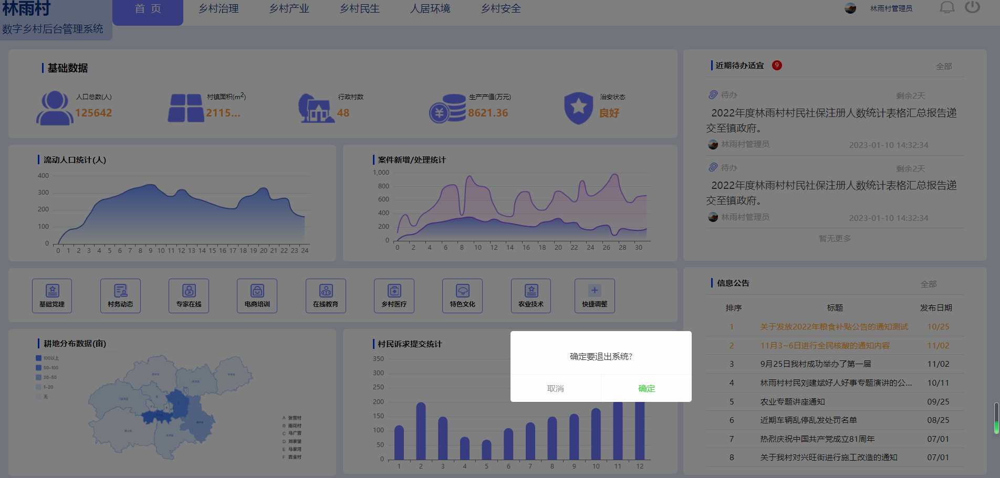 林雨村
数字乡村后台管理系统
首 页
乡村治理
乡村产业
乡村民生
人居环境
乡村安全
林雨村管理员
基础数据
人口总数(人)
125642
村镇面积(m²)
2115...
行政村数
48
生产产值(万元)
8621.36
治安状态
良好
流动人口统计(人)
400
300
200
100
0
0 1 2 3 4 5 6 7 8 9 10 11 12 13 14 15 16 17 18 19 20 21 22 23 24
案件新增/处理统计
1,000
800
600
400
200
0
0 2 4 6 8 10 12 14 16 18 20 22 24 26 28 30
近期待办适宜 9
全部
待办
剩余2天
2022年度林雨村村民社保注册人数统计表格汇总报告递
交至镇政府。
林雨村管理员
2023-01-10 14:32:34
待办
剩余2天
2022年度林雨村村民社保注册人数统计表格汇总报告递
交至镇政府。
林雨村管理员
2023-01-10 14:32:34
暂无更多
基础党建
村务动态
专家在线
电商培训
在线教育
乡村医疗
特色文化
农业技术
快捷调整
耕地分布数据(亩)
100以上
50-100
20-50
1-20
无
A 张营村
B 雨花村
C 马广营
D 刘家堡
E 马家湾
F 青金村
村民诉求提交统计
350
300
250
200
150
100
50
0
1 2 3 4 5 6 7 8 9 10 11 12
确定要退出系统?
取消
确定
信息公告
全部
排序 标题 发布日期
1 关于发放2022年粮食补贴公告的通知测试 10/25
2 11月3~6日进行全民核酸的通知内容 11/02
3 9月25日我村成功举办了第一届 11/02
4 林雨村村民刘建斌好人好事专题演讲的公... 10/11
5 农业专题讲座通知 09/25
6 近期车辆乱停乱发处罚名单 08/25
7 热烈庆祝中国共产党成立81周年 07/01
8 关于我村对兴旺街进行施工改造的通知 07/01